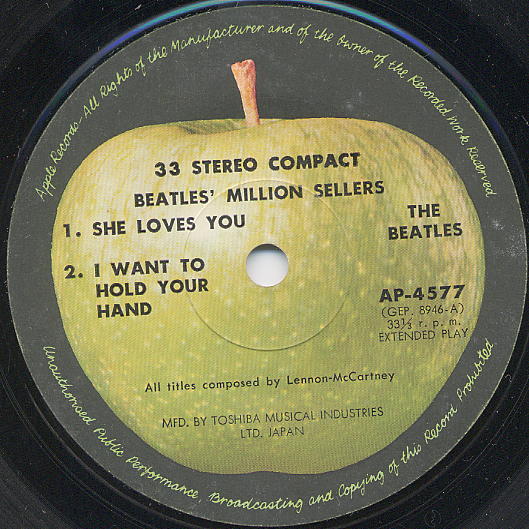 Apple Records—All Rights of the Manufacturer and of the Owner of the Recorded Work Reserved
33 STEREO COMPACT
BEATLES' MILLION SELLERS
1. SHE LOVES YOU
THE
BEATLES
2. I WANT TO
HOLD YOUR
HAND
AP-4577
(GEP. 8946-A)
33⅓ r. p. m.
EXTENDED PLAY
All titles composed by Lennon-McCartney
MFD. BY TOSHIBA MUSICAL INDUSTRIES
LTD. JAPAN
Unauthorised Public Performance, Broadcasting and Copying of this Record Prohibited